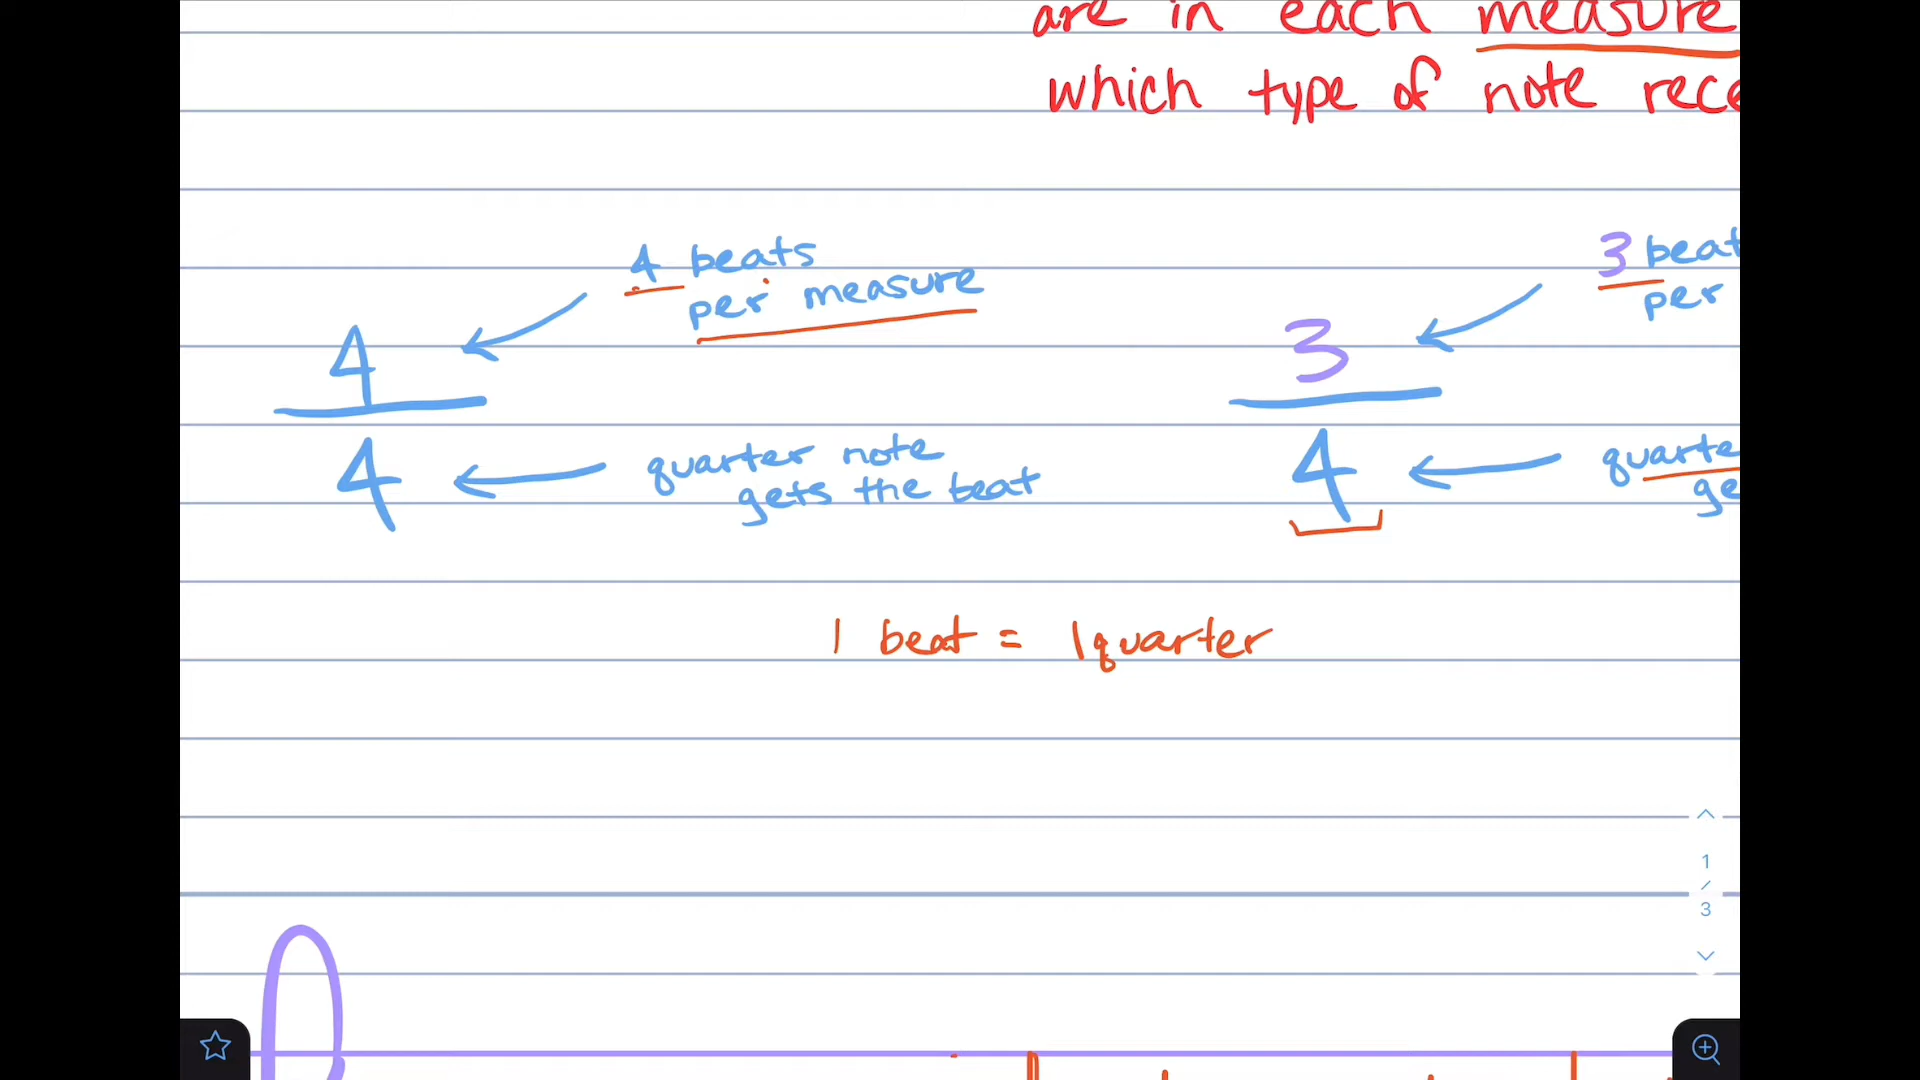 are in each measure
which type of note rece
4 beats
per measure
4
4
quarter note
gets the beat
3 beat
per
3
4
quarte
ge
1 beat = 1 quarter
1
/
3